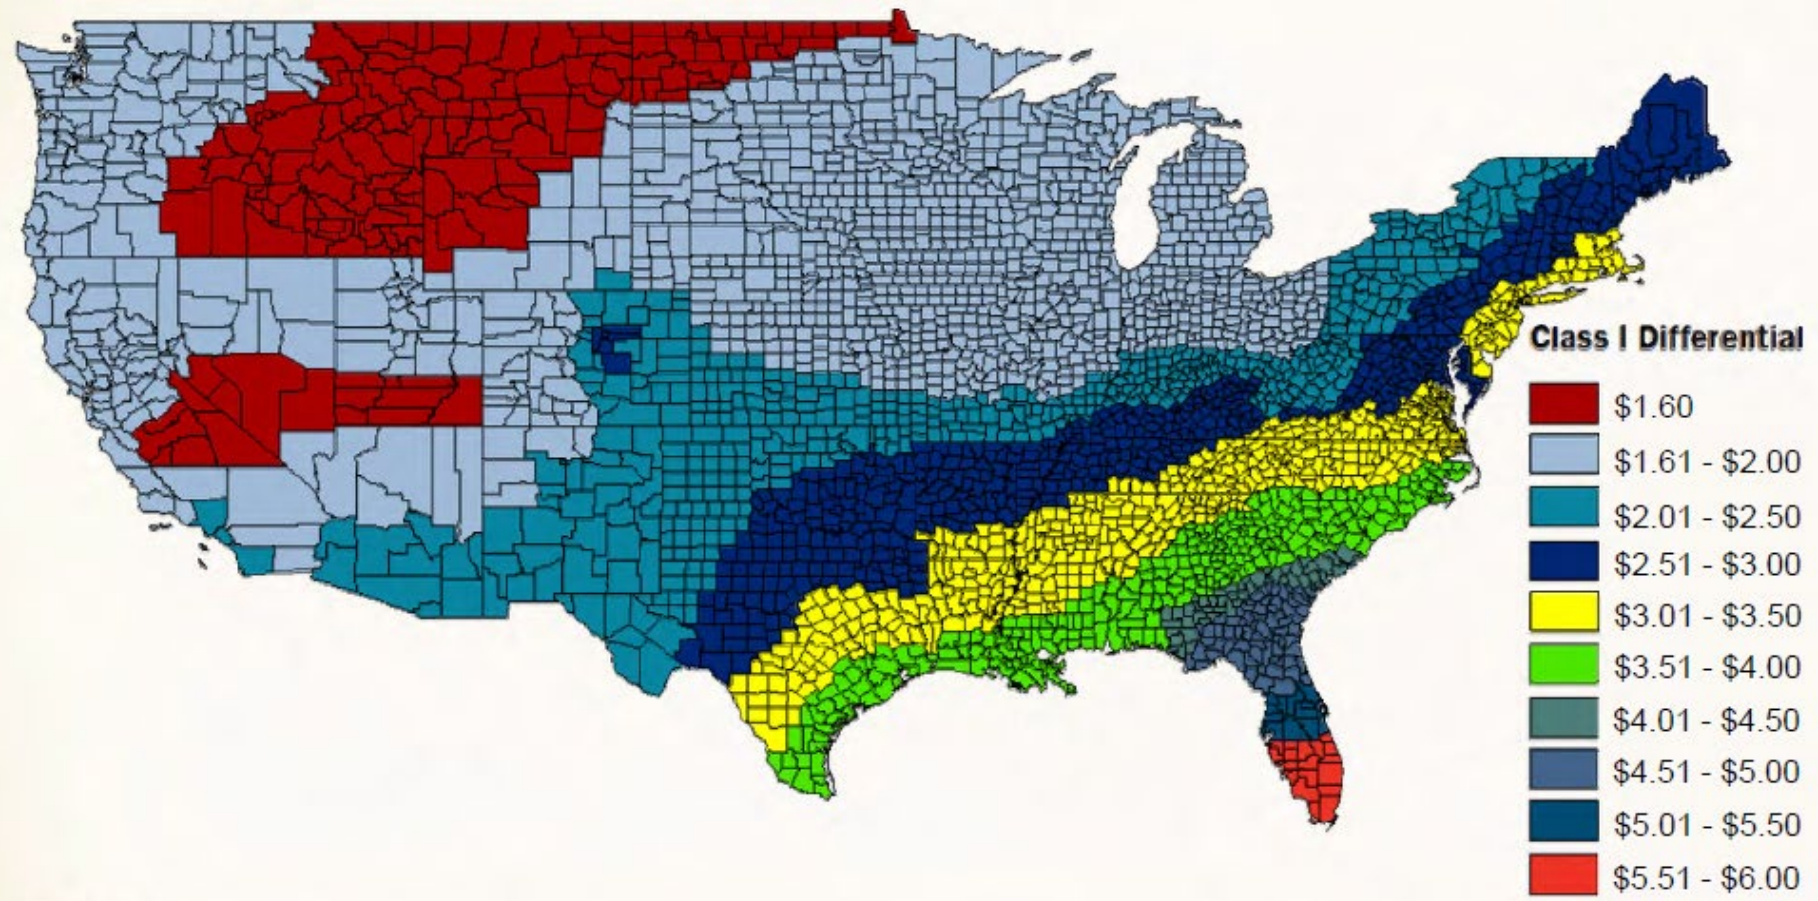 Class I Differential
$1.60
$1.61 - $2.00
$2.01 - $2.50
$2.51 - $3.00
$3.01 - $3.50
$3.51 - $4.00
$4.01 - $4.50
$4.51 - $5.00
$5.01 - $5.50
$5.51 - $6.00